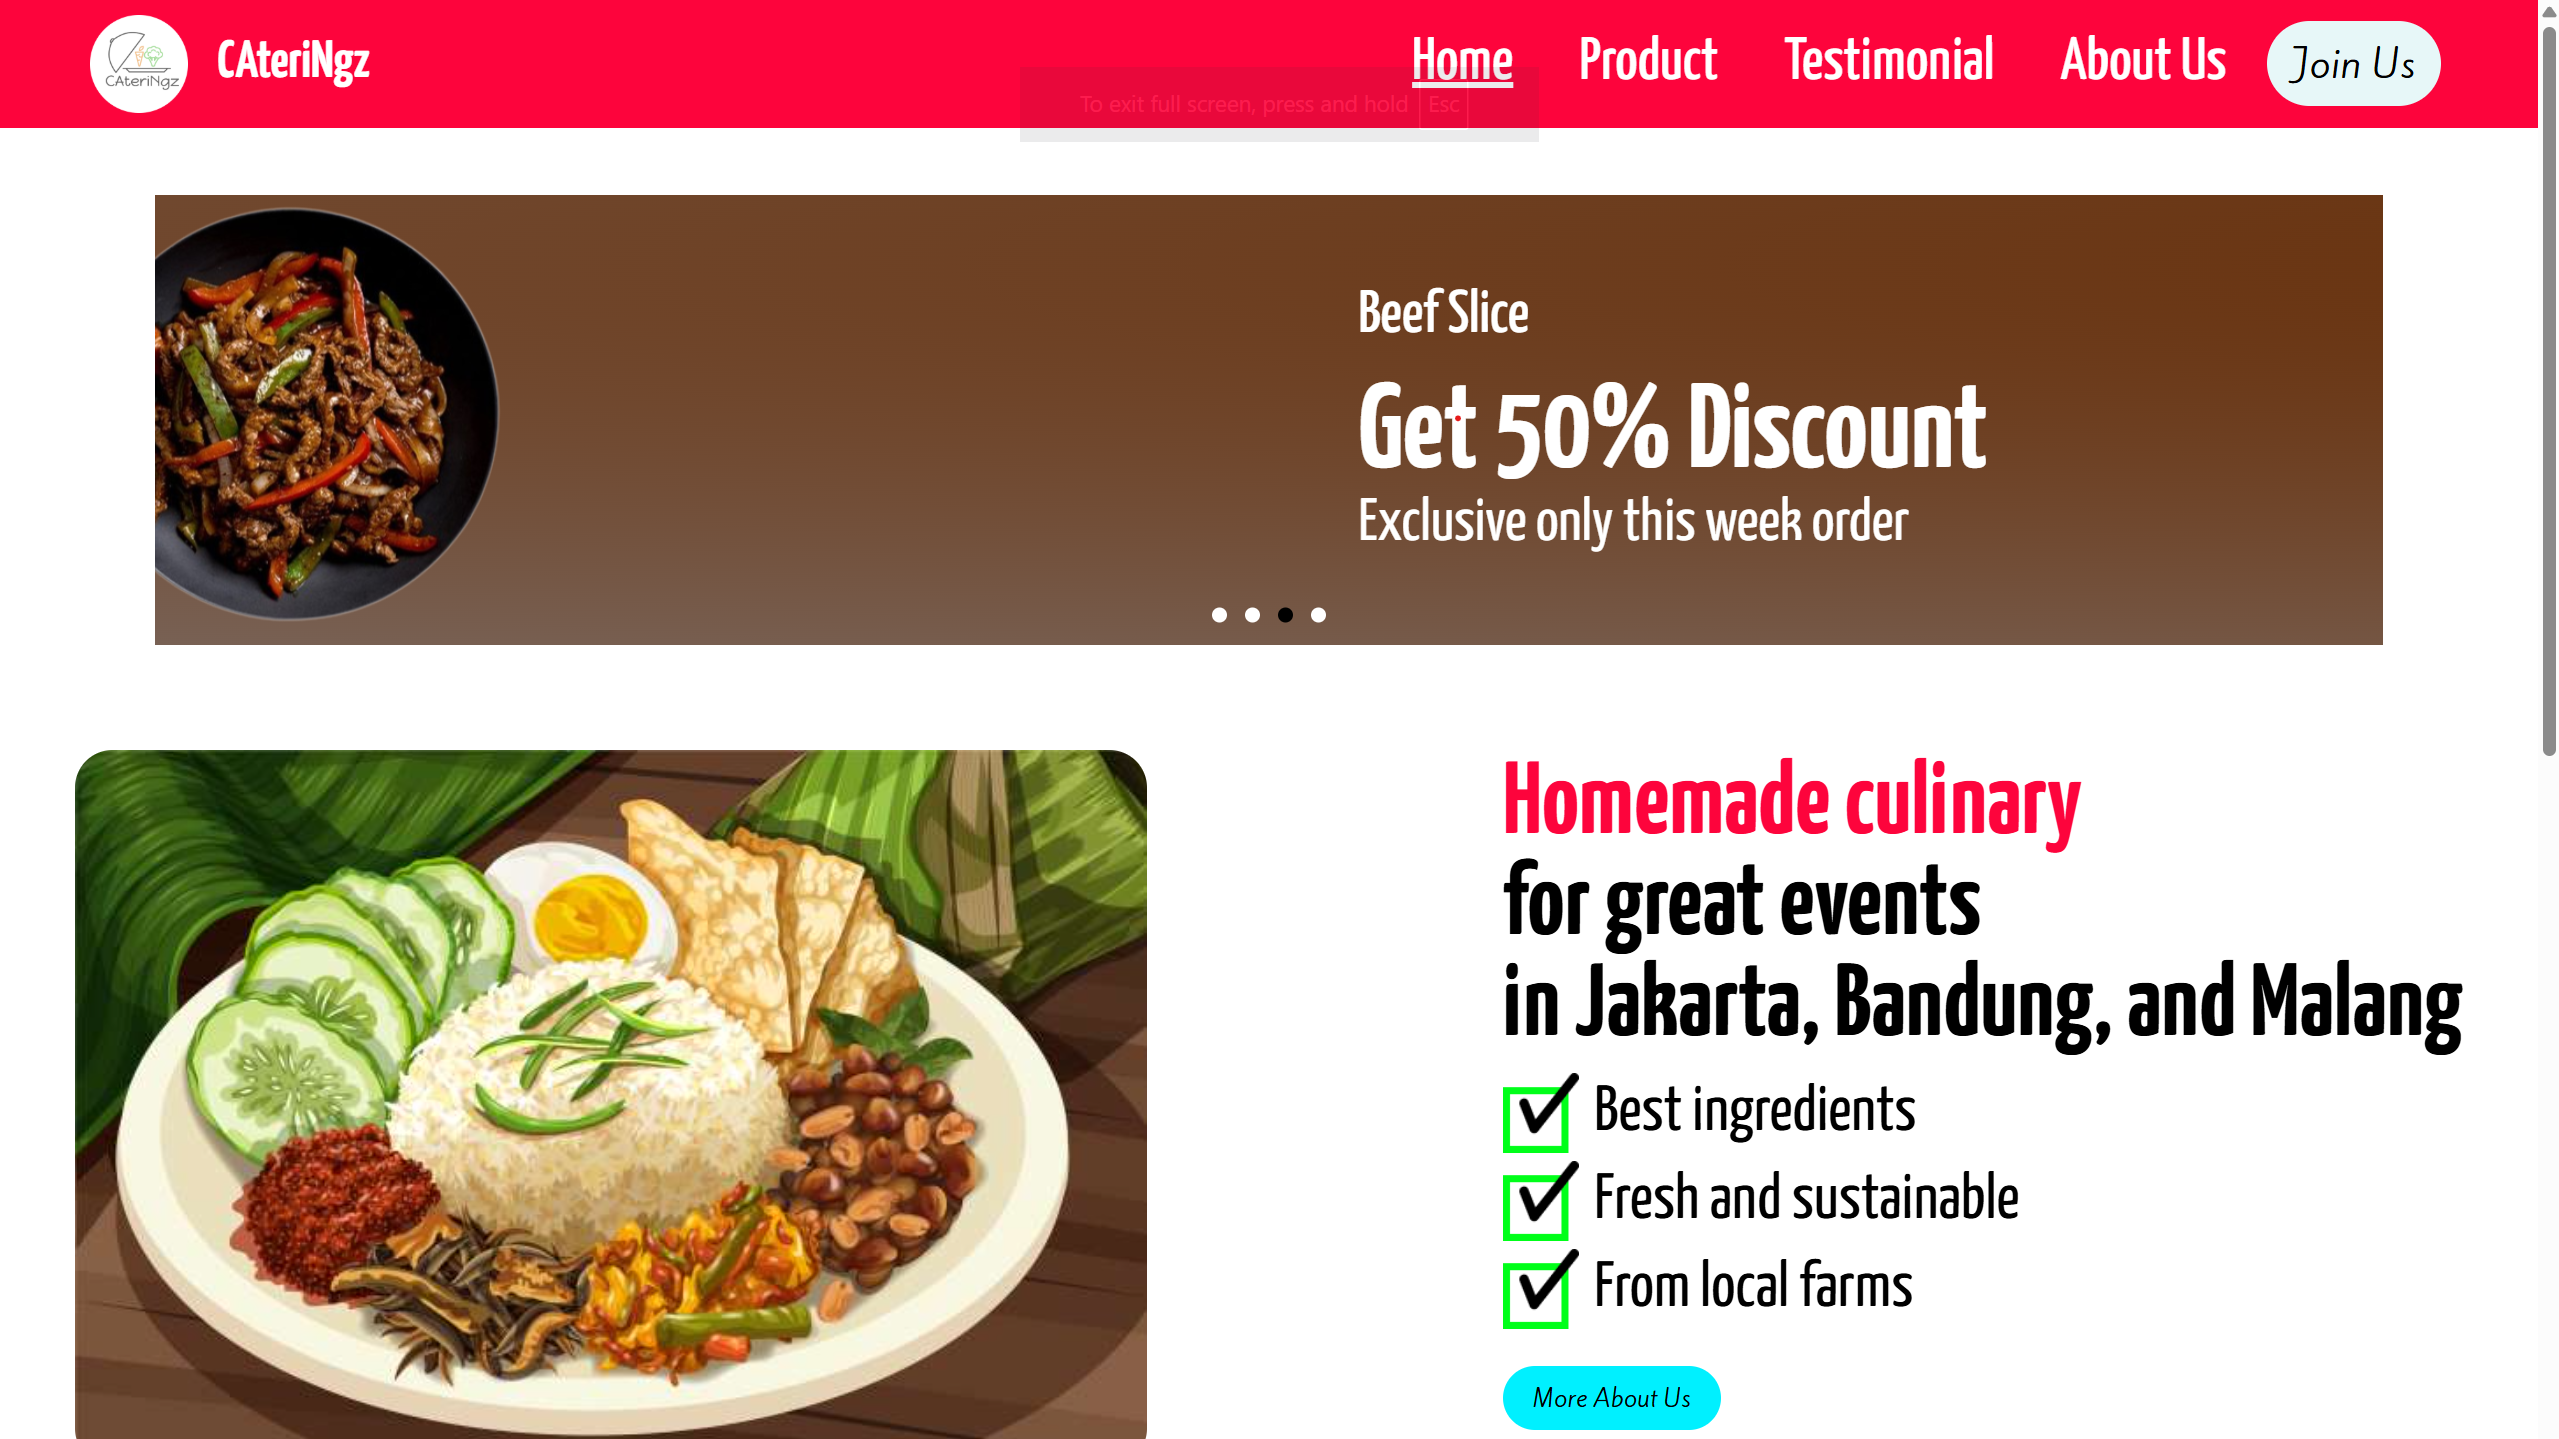 CAteriNgz
CAteriNgz
Home
Product
Testimonial
About Us
Join Us
To exit full screen, press and hold Esc
Beef Slice
Get 50% Discount
Exclusive only this week order
Homemade culinary
for great events
in Jakarta, Bandung, and Malang
Best ingredients
Fresh and sustainable
From local farms
More About Us